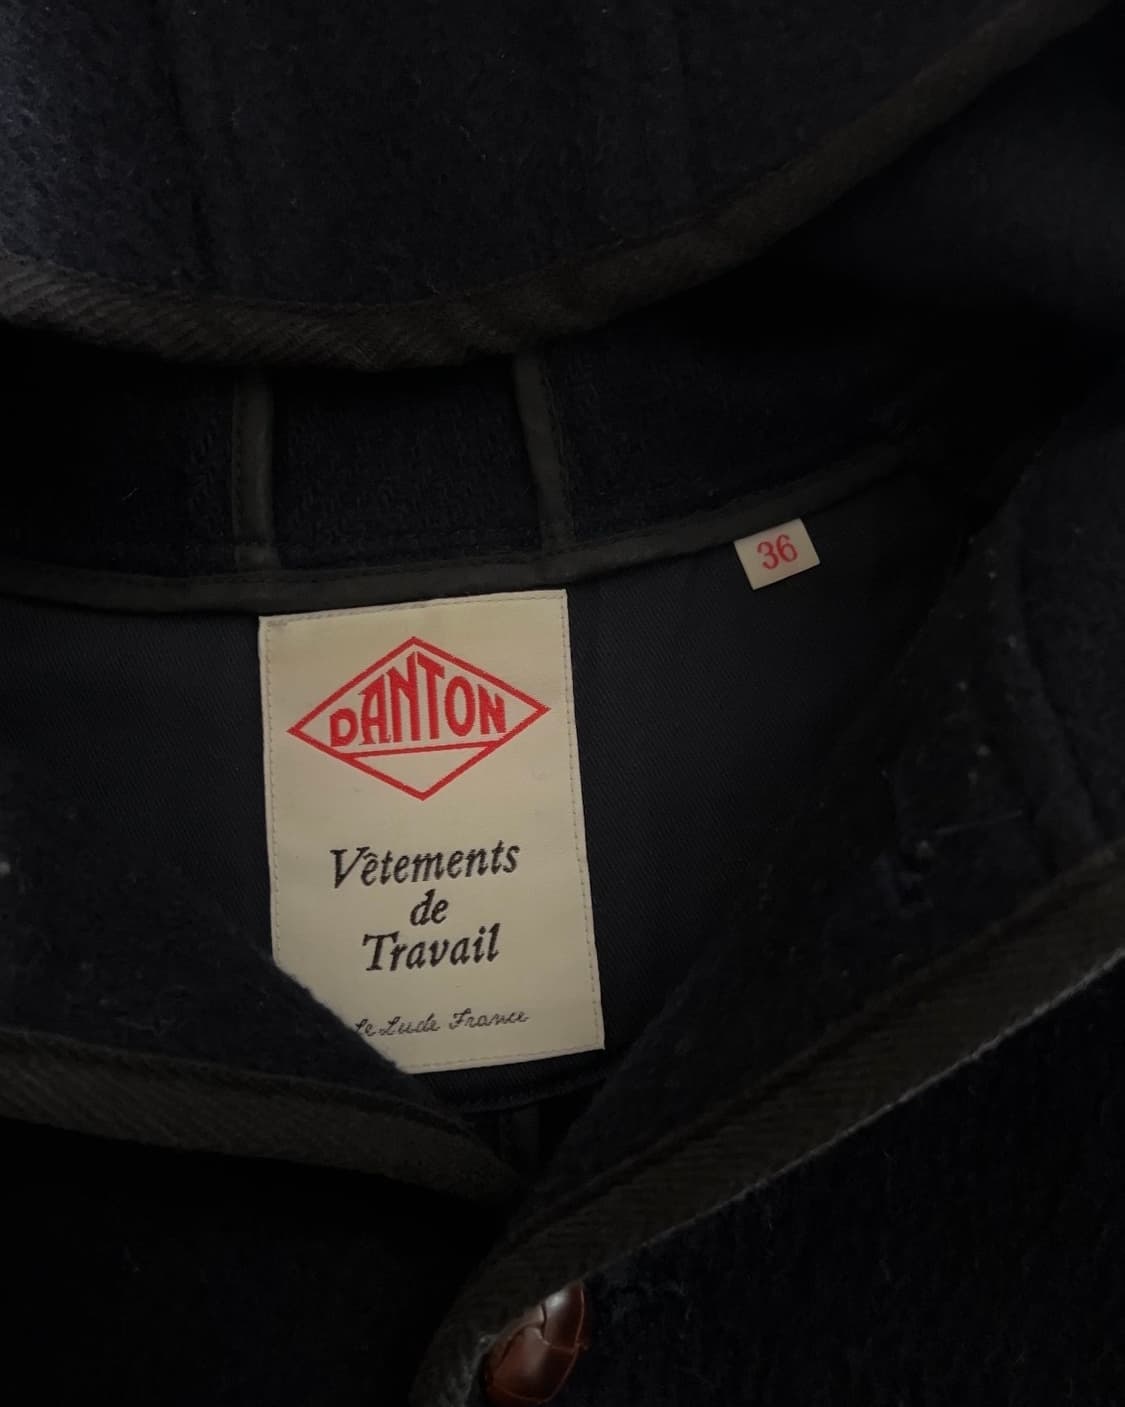 36
DANTON
Vêtements
de
Travail
Le Lude France